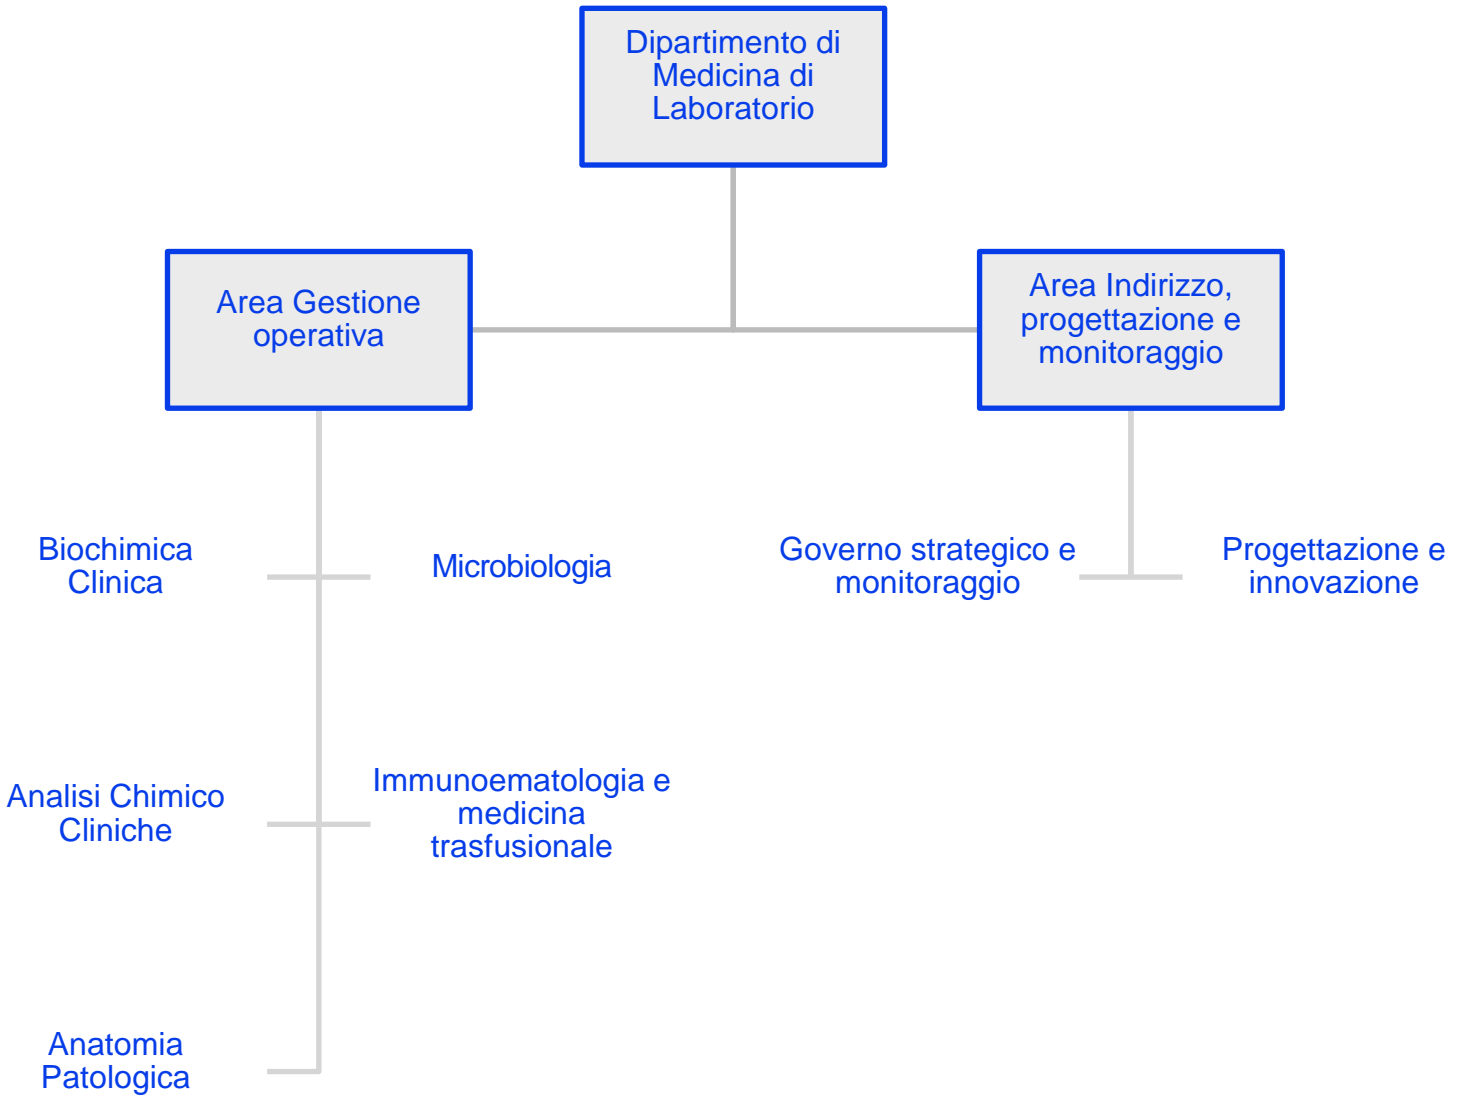 Dipartimento di
Medicina di
Laboratorio
Area Gestione
operativa
Area Indirizzo,
progettazione e
monitoraggio
Biochimica
Clinica
Microbiologia
Governo strategico e
monitoraggio
Progettazione e
innovazione
Analisi Chimico
Cliniche
Immunoematologia e
medicina
trasfusionale
Anatomia
Patologica